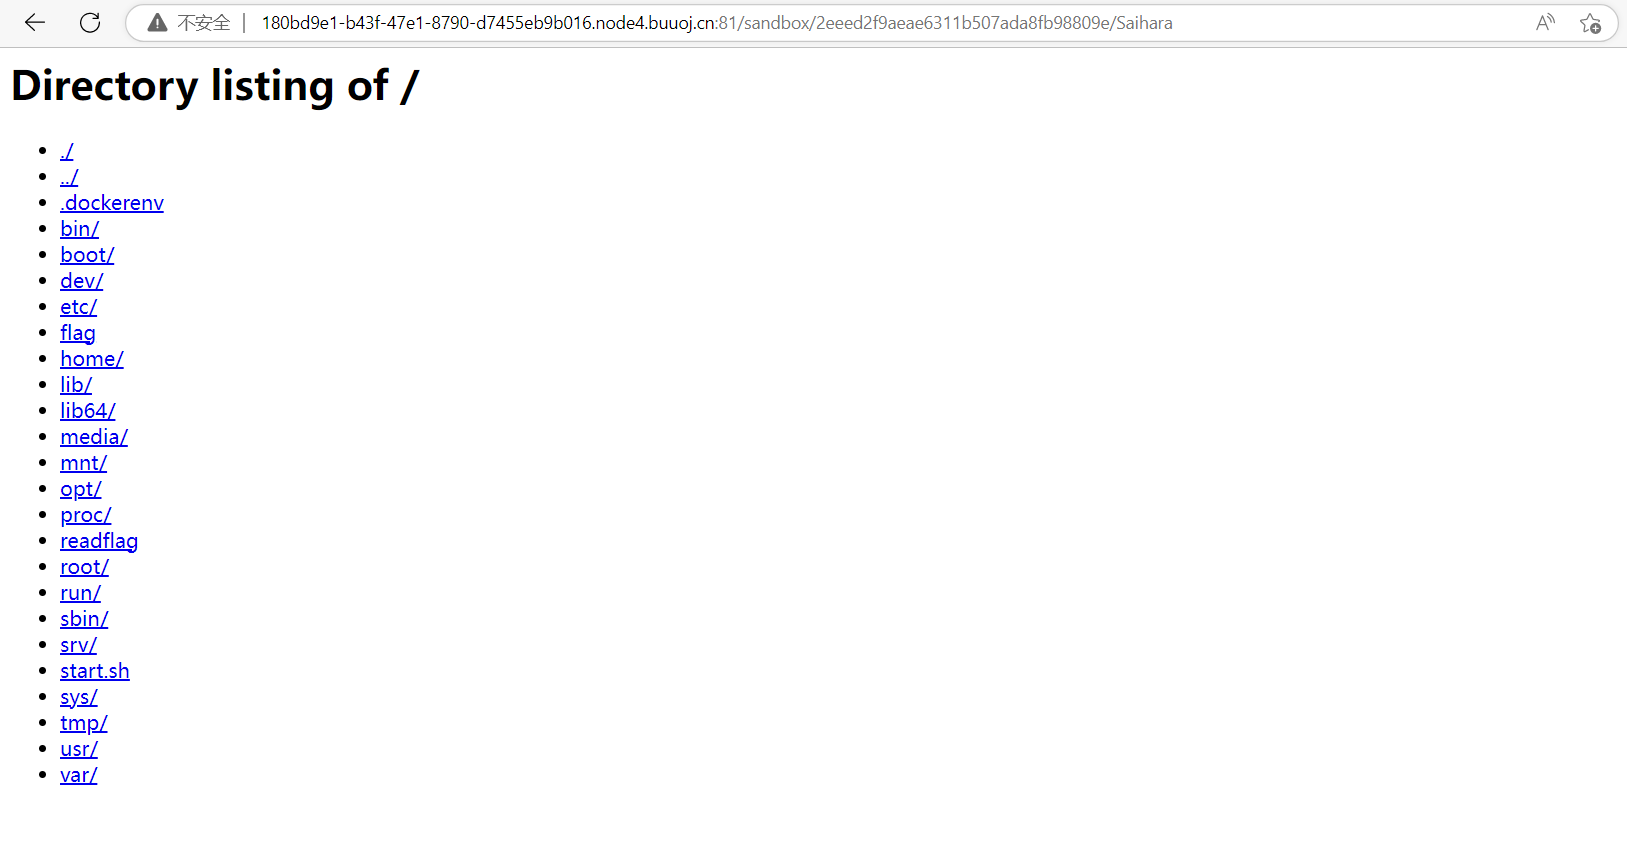 不安全 180bd9e1-b43f-47e1-8790-d7455eb9b016.node4.buuoj.cn:81/sandbox/2eeed2f9aeae6311b507ada8fb98809e/Saihara
Directory listing of /
./
../
.dockerenv
bin/
boot/
dev/
etc/
flag
home/
lib/
lib64/
media/
mnt/
opt/
proc/
readflag
root/
run/
sbin/
srv/
start.sh
sys/
tmp/
usr/
var/